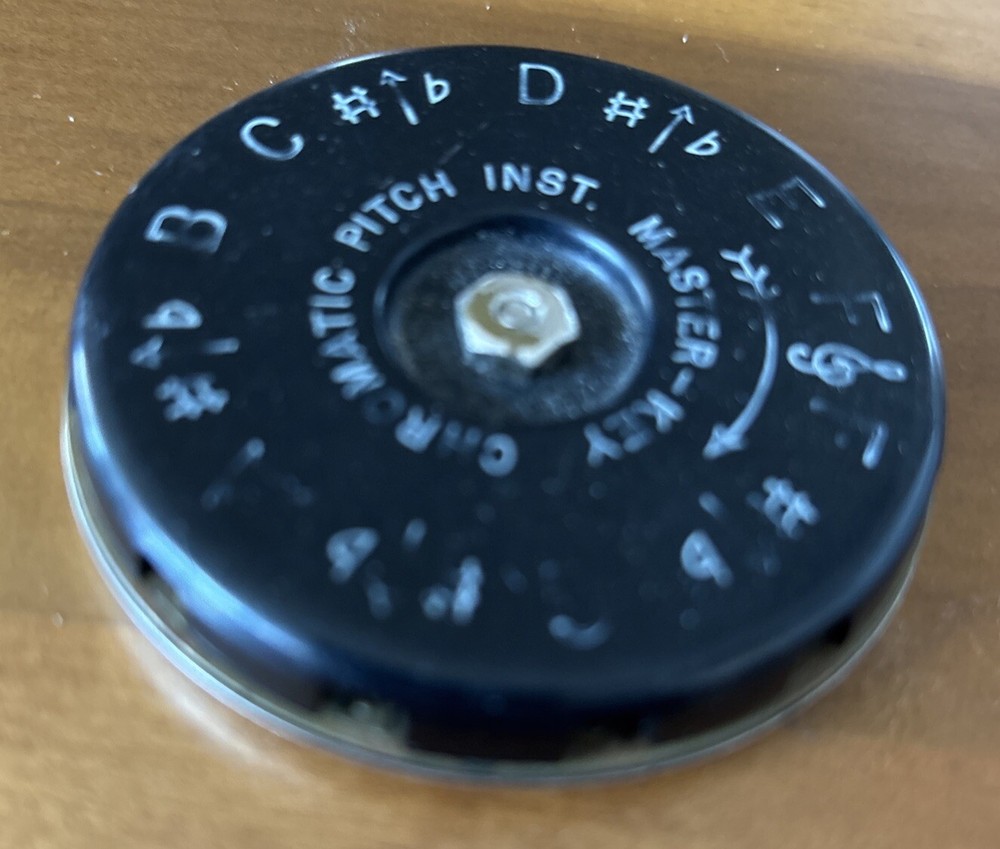 CHROMATIC PITCH INST. MASTER-KEY
F
E
♯↑♭
D
♯↑♭
C
B
♯↑♭
F
♯
♭